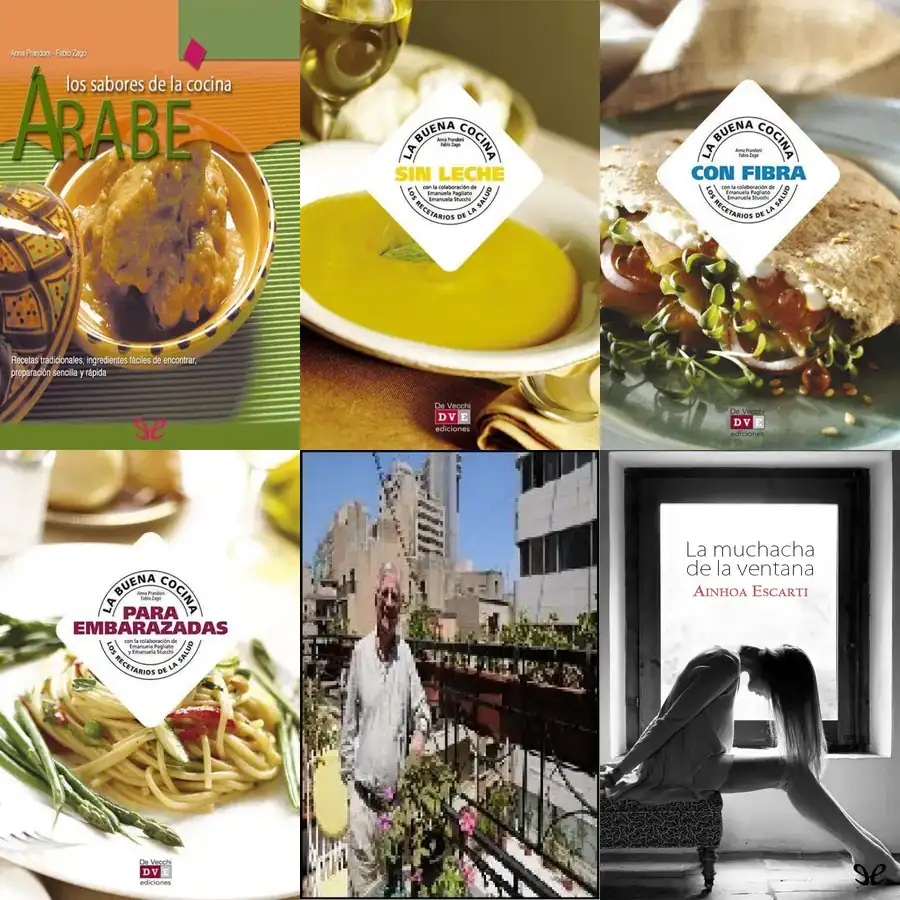 Anna Prandoni - Fabio Zago
los sabores de la cocina
ÁRABE
Recetas tradicionales, ingredientes fáciles de encontrar,
preparación sencilla y rápida
LA BUENA COCINA
Anna Prandoni
Fabio Zago
SIN LECHE
con la colaboración de
Emanuela Pagliato
Emanuela Stucchi
LOS RECETARIOS DE LA SALUD
De Vecchi
DVE
ediciones
LA BUENA COCINA
Anna Prandoni
Fabio Zago
CON FIBRA
con la colaboración de
Emanuela Pagliato
Emanuela Stucchi
LOS RECETARIOS DE LA SALUD
De Vecchi
DVE
ediciones
LA BUENA COCINA
Anna Prandoni
Fabio Zago
PARA
EMBARAZADAS
con la colaboración de
Emanuela Pagliato
y Emanuela Stucchi
LOS RECETARIOS DE LA SALUD
De Vecchi
DVE
ediciones
La muchacha
de la ventana
AINHOA ESCARTI